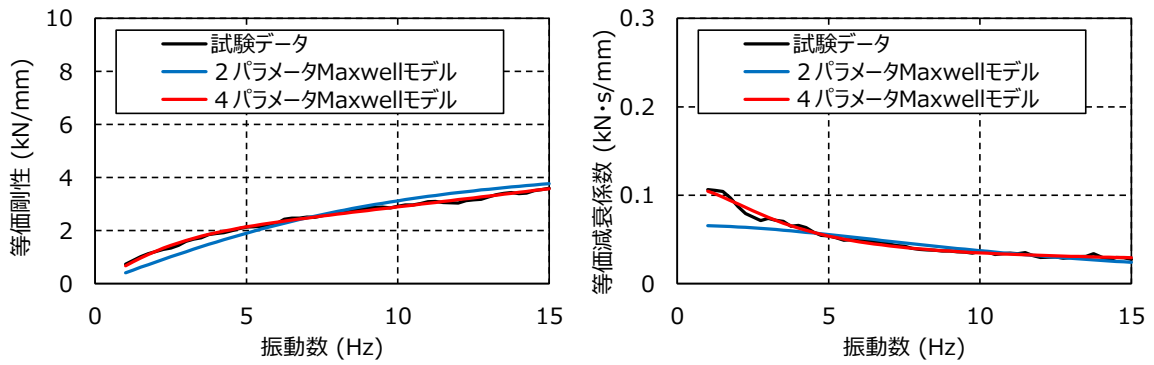 10
8
6
4
2
0
等価剛性 (kN/mm)
試験データ
２パラメータMaxwellモデル
４パラメータMaxwellモデル
0
5
10
15
振動数 (Hz)
0.3
0.2
0.1
0
等価減衰係数 (kN･s/mm)
試験データ
２パラメータMaxwellモデル
４パラメータMaxwellモデル
0
5
10
15
振動数 (Hz)